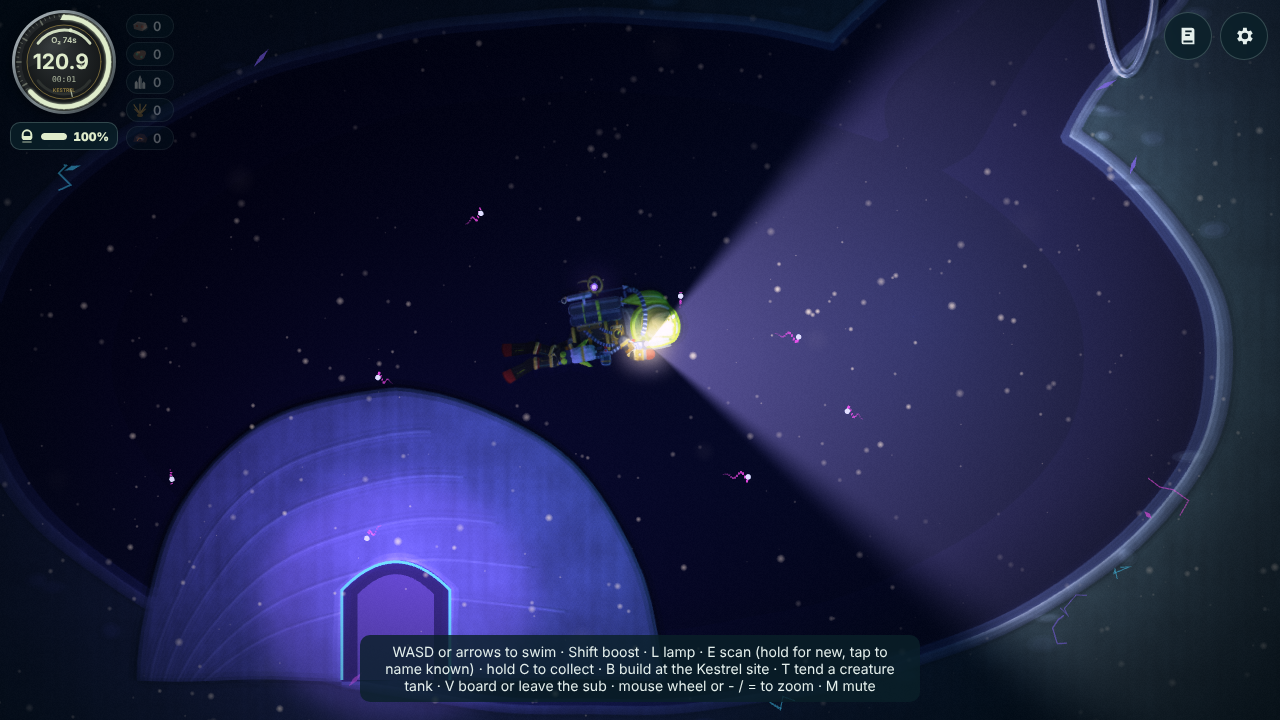 O₂ 74s
120.9
00:01
KESTREL
100%
0
0
0
0
0
WASD or arrows to swim · Shift boost · L lamp · E scan (hold for new, tap to
name known) · hold C to collect · B build at the Kestrel site · T tend a creature
tank · V board or leave the sub · mouse wheel or - / = to zoom · M mute